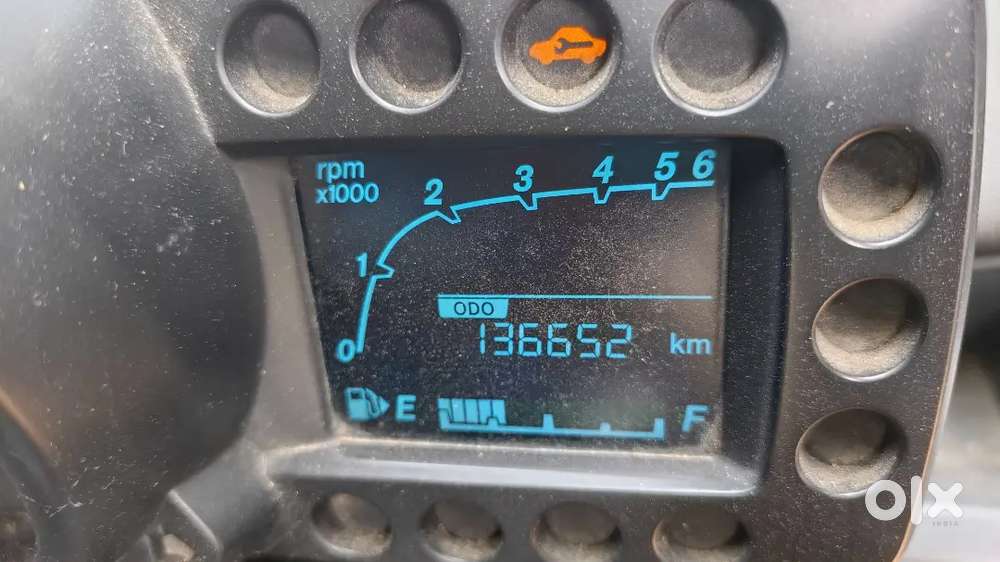 rpm
x1000
0 1 2 3 4 5 6
ODO
136652 km
E F
olx
INDIA